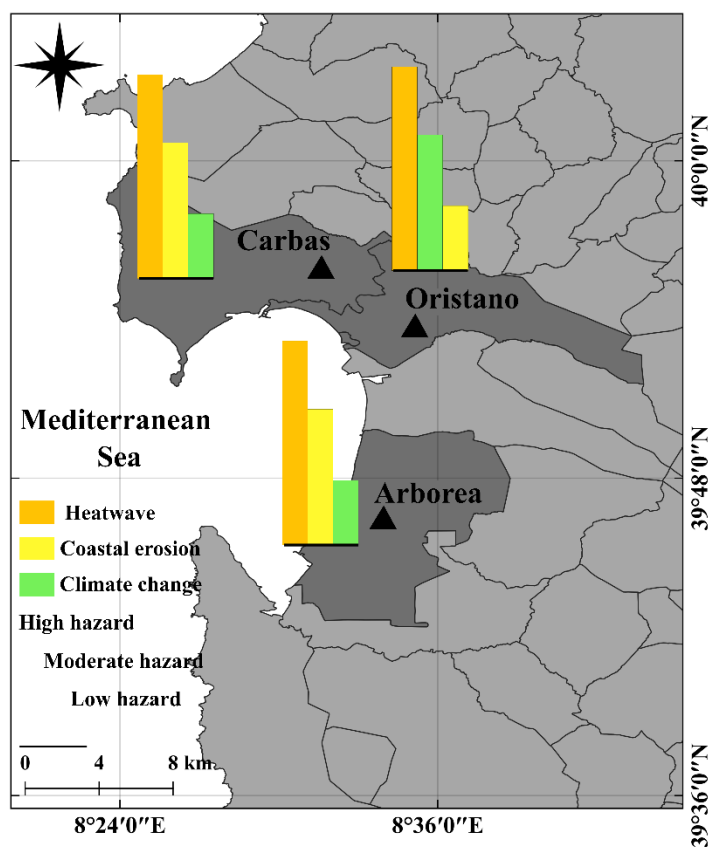 Carbas
Oristano
Mediterranean
Sea
Arborea
Heatwave
Coastal erosion
Climate change
High hazard
Moderate hazard
Low hazard
0 4 8 km
8°24′0″E 8°36′0″E
40°0′0″N
39°48′0″N
39°36′0″N